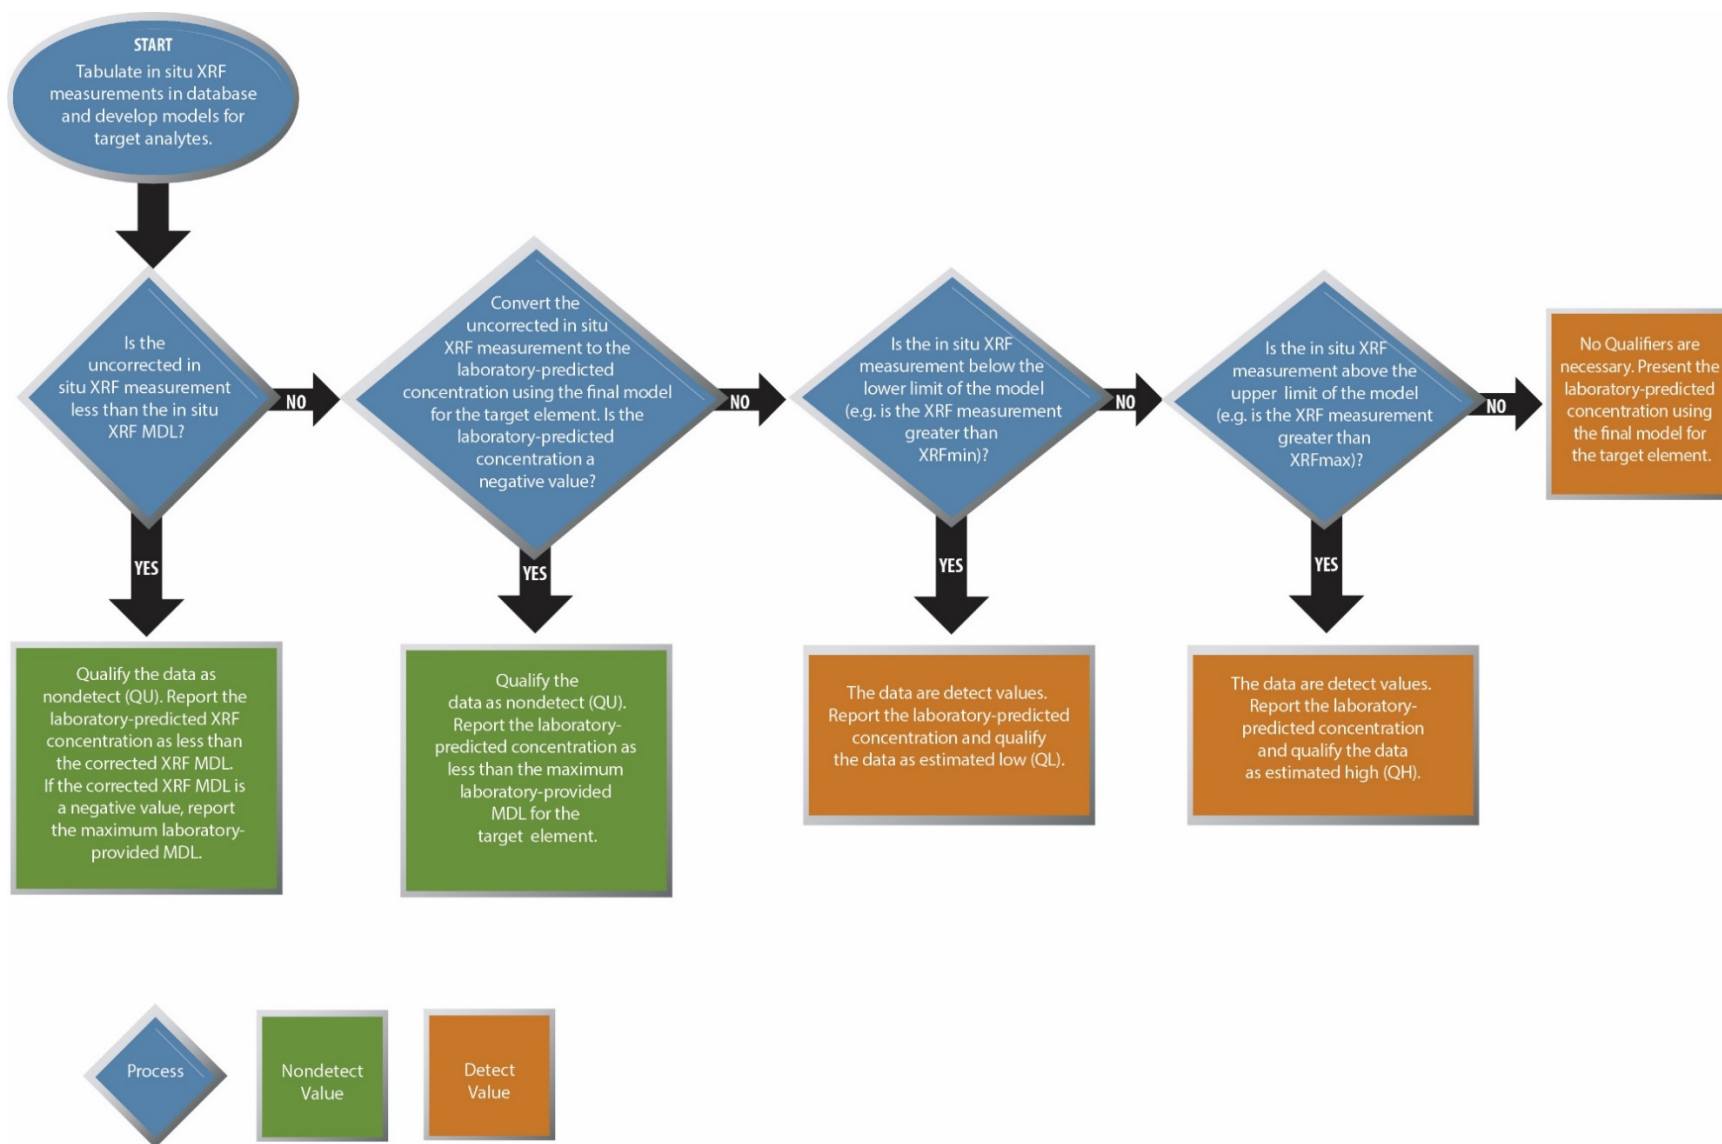 START
Tabulate in situ XRF
measurements in database
and develop models for
target analytes.
Is the
uncorrected in
situ XRF measurement
less than the in situ
XRF MDL?
NO
Convert the
uncorrected in situ
XRF measurement to the
laboratory-predicted
concentration using the final model
for the target element. Is the
laboratory-predicted
concentration a
negative value?
NO
Is the in situ XRF
measurement below the
lower limit of the model
(e.g. is the XRF measurement
greater than
XRFmin)?
NO
Is the in situ XRF
measurement above the
upper limit of the model
(e.g. is the XRF measurement
greater than
XRFmax)?
NO
No Qualifiers are
necessary. Present the
laboratory-predicted
concentration using
the final model for
the target element.
YES
YES
YES
YES
Qualify the data as
nondetect (QU). Report the
laboratory-predicted XRF
concentration as less than
the corrected XRF MDL.
If the corrected XRF MDL is
a negative value, report
the maximum laboratory-
provided MDL.
Qualify the
data as nondetect (QU).
Report the laboratory-
predicted concentration as
less than the maximum
laboratory-provided
MDL for the
target element.
The data are detect values.
Report the laboratory-predicted
concentration and qualify
the data as estimated low (QL).
The data are detect values.
Report the laboratory-
predicted concentration
and qualify the data
as estimated high (QH).
Process
Nondetect
Value
Detect
Value